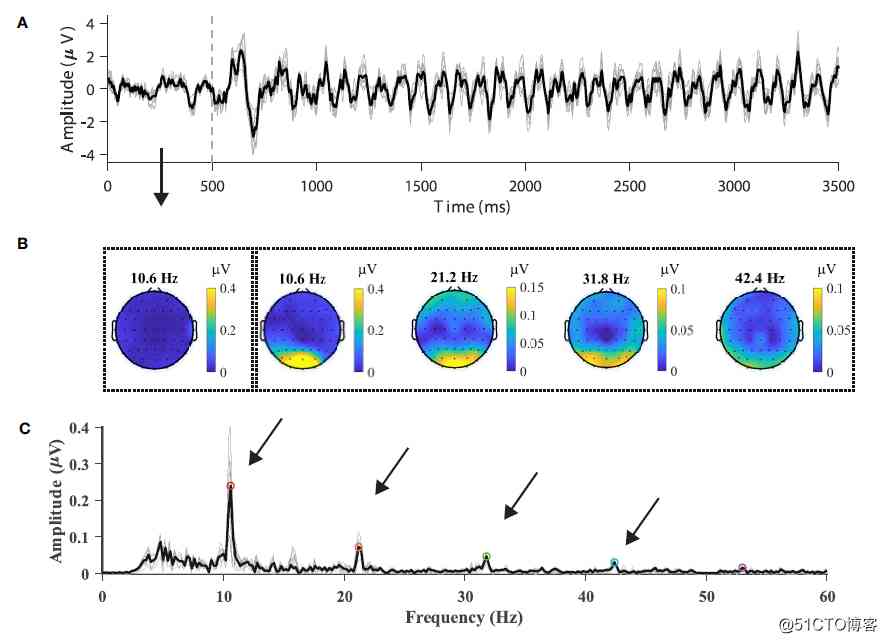 A
Amplitude (μ V)
4
2
0
-2
-4
0 500 1000 1500 2000 2500 3000 3500
Time (ms)
B
10.6 Hz μV 0.4 0.2 0
10.6 Hz μV 0.4 0.2 0
21.2 Hz μV 0.15 0.1 0.05 0
31.8 Hz μV 0.1 0.05 0
42.4 Hz μV 0.1 0.05 0
C
Amplitude (μV)
0.4
0.3
0.2
0.1
0
0 10 20 30 40 50 60
Frequency (Hz)
@51CTO博客